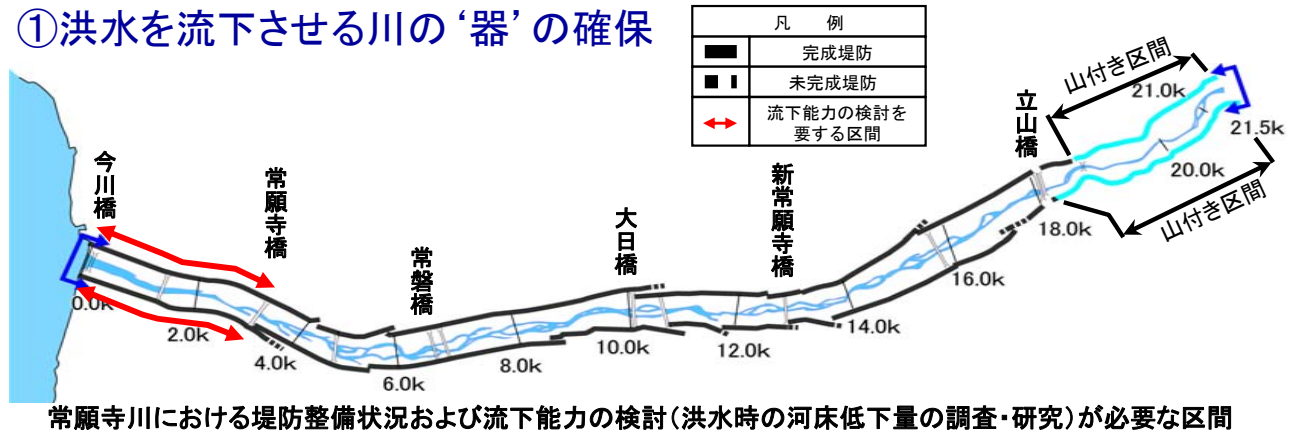 ①洪水を流下させる川の‘器’の確保
凡　例
完成堤防
未完成堤防
流下能力の検討を
要する区間
山付き区間
21.0k
立山橋
21.5k
20.0k
山付き区間
18.0k
今川橋
常願寺橋
常磐橋
大日橋
新常願寺橋
16.0k
14.0k
0.0k
2.0k
4.0k
6.0k
8.0k
10.0k
12.0k
常願寺川における堤防整備状況および流下能力の検討(洪水時の河床低下量の調査・研究)が必要な区間